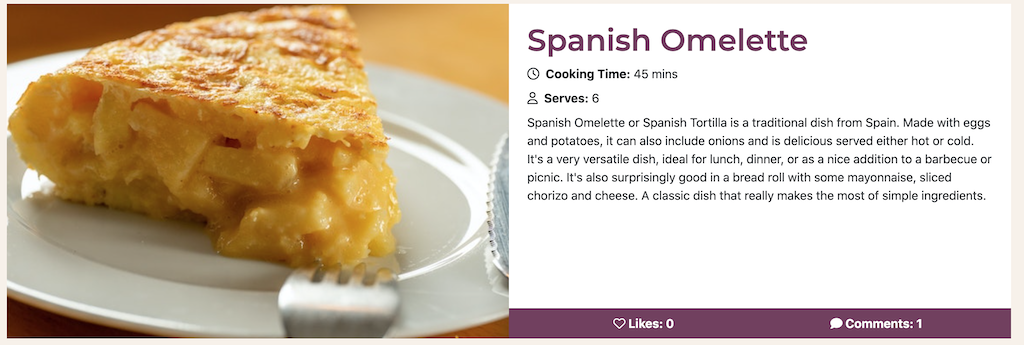 Spanish Omelette
Cooking Time: 45 mins
Serves: 6
Spanish Omelette or Spanish Tortilla is a traditional dish from Spain. Made with eggs
and potatoes, it can also include onions and is delicious served either hot or cold.
It's a very versatile dish, ideal for lunch, dinner, or as a nice addition to a barbecue or
picnic. It's also surprisingly good in a bread roll with some mayonnaise, sliced
chorizo and cheese. A classic dish that really makes the most of simple ingredients.
Likes: 0 Comments: 1